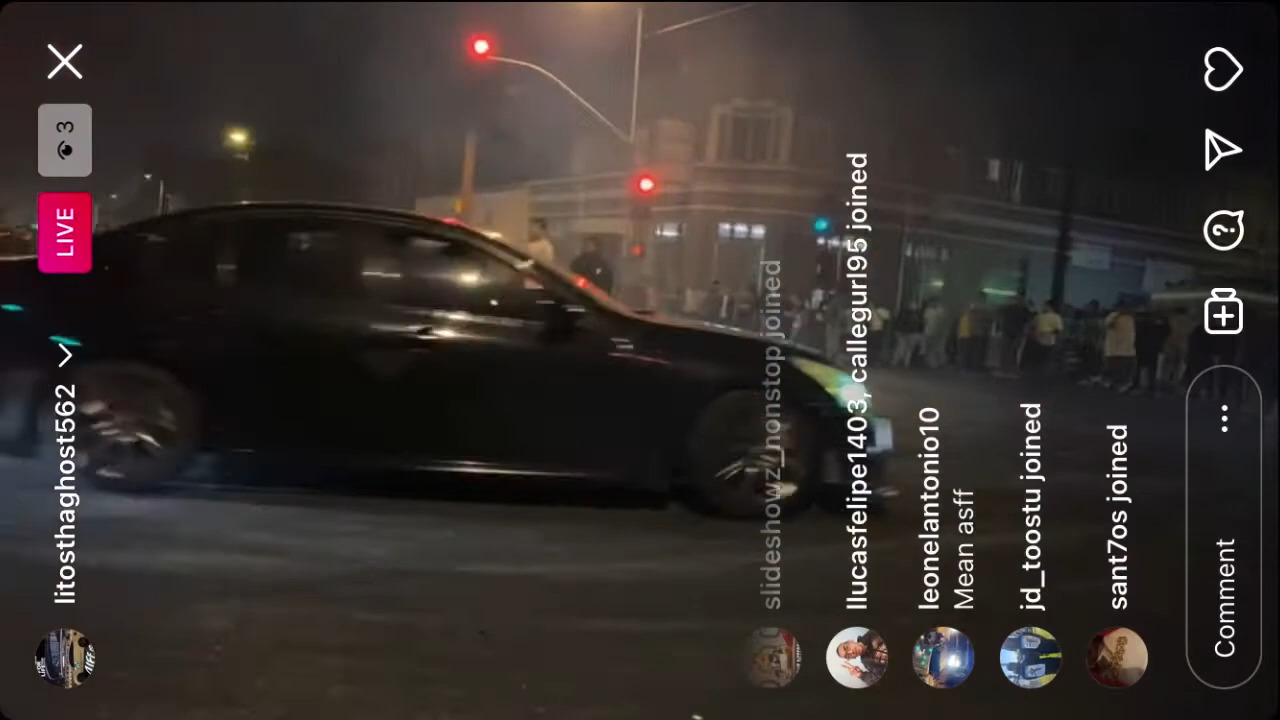 litosthaghost562
LIVE
3
slideshowz_nonstop joined
llucasfelipe1403, callegurl95 joined
leonelantonio10
Mean asff
jd_toostu joined
sant7os joined
Comment